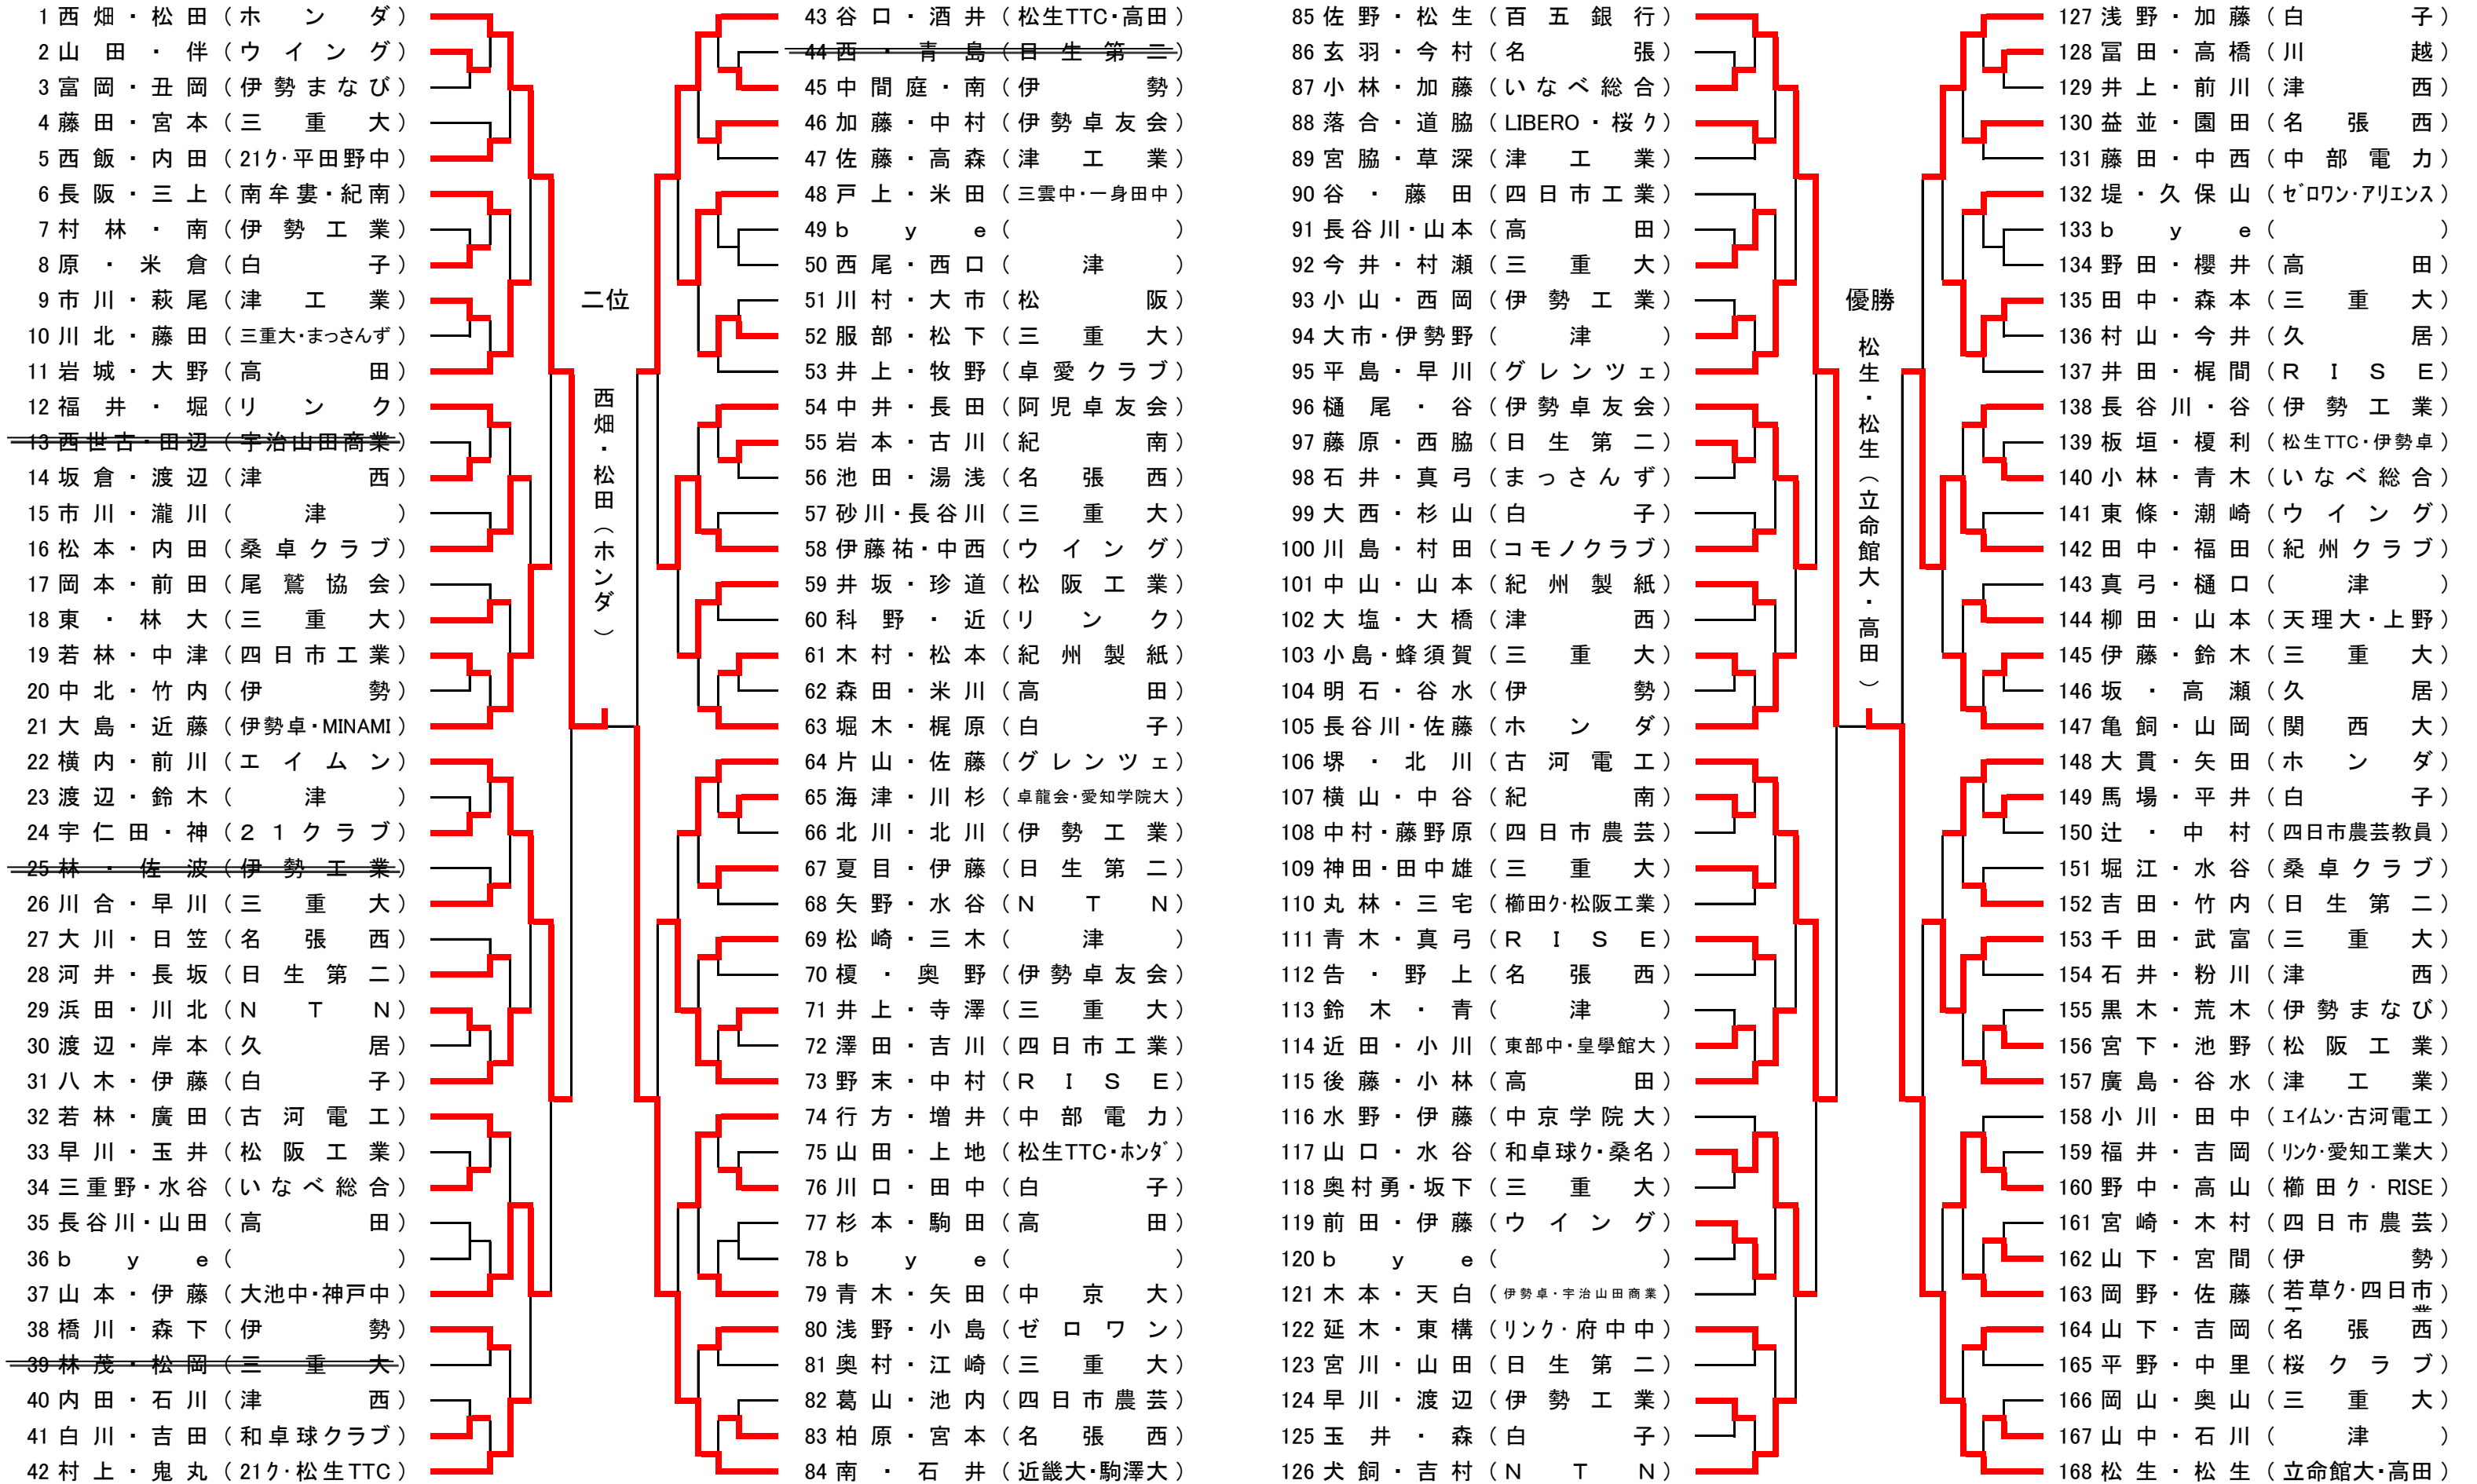 1 西畑・松田 (ホンダ)
2 山田・伴 (ウイング)
3 富岡・丑岡 (伊勢まなび)
4 藤田・宮本 (三重大)
5 西飯・内田 (21ク・平田野中)
6 長阪・三上 (南牟婁・紀南)
7 村林・南 (伊勢工業)
8 原・米倉 (白子)
9 市川・萩尾 (津工業)
10 川北・藤田 (三重大・まっさんず)
11 岩城・大野 (高田)
12 福井・堀 (リンク)
13 西世古・田辺 (宇治山田商業)
14 坂倉・渡辺 (津西)
15 市川・瀧川 (津)
16 松本・内田 (桑卓クラブ)
17 岡本・前田 (尾鷲協会)
18 東・林大 (三重大)
19 若林・中津 (四日市工業)
20 中北・竹内 (伊勢)
21 大島・近藤 (伊勢卓・MINAMI)
22 横内・前川 (エイムン)
23 渡辺・鈴木 (津)
24 宇仁田・神 (21クラブ)
25 林・佐波 (伊勢工業)
26 川合・早川 (三重大)
27 大川・日笠 (名張西)
28 河井・長坂 (日生第二)
29 浜田・川北 (NTN)
30 渡辺・岸本 (久居)
31 八木・伊藤 (白子)
32 若林・廣田 (古河電工)
33 早川・玉井 (松阪工業)
34 三重野・水谷 (いなべ総合)
35 長谷川・山田 (高田)
36 bye ( )
37 山本・伊藤 (大池中・神戸中)
38 橋川・森下 (伊勢)
39 林茂・松岡 (三重大)
40 内田・石川 (津西)
41 白川・吉田 (和卓球クラブ)
42 村上・鬼丸 (21ク・松生TTC)
二位
西畑・松田(ホンダ)
43 谷口・酒井 (松生TTC・高田)
44 西・青島 (日生第二)
45 中間庭・南 (伊勢)
46 加藤・中村 (伊勢卓友会)
47 佐藤・高森 (津工業)
48 戸上・米田 (三雲中・一身田中)
49 bye ( )
50 西尾・西口 (津)
51 川村・大市 (松阪)
52 服部・松下 (三重大)
53 井上・牧野 (卓愛クラブ)
54 中井・長田 (阿児卓友会)
55 岩本・古川 (紀南)
56 池田・湯浅 (名張西)
57 砂川・長谷川 (三重大)
58 伊藤祐・中西 (ウイング)
59 井坂・珍道 (松阪工業)
60 科野・近 (リンク)
61 木村・松本 (紀州製紙)
62 森田・米川 (高田)
63 堀木・梶原 (白子)
64 片山・佐藤 (グレンツェ)
65 海津・川杉 (卓龍会・愛知学院大)
66 北川・北川 (伊勢工業)
67 夏目・伊藤 (日生第二)
68 矢野・水谷 (NTN)
69 松崎・三木 (津)
70 榎・奥野 (伊勢卓友会)
71 井上・寺澤 (三重大)
72 澤田・吉川 (四日市工業)
73 野末・中村 (RISE)
74 行方・増井 (中部電力)
75 山田・上地 (松生TTC・ホンダ)
76 川口・田中 (白子)
77 杉本・駒田 (高田)
78 bye ( )
79 青木・矢田 (中京大)
80 浅野・小島 (ゼロワン)
81 奥村・江崎 (三重大)
82 葛山・池内 (四日市農芸)
83 柏原・宮本 (名張西)
84 南・石井 (近畿大・駒澤大)
85 佐野・松生 (百五銀行)
86 玄羽・今村 (名張)
87 小林・加藤 (いなべ総合)
88 落合・道脇 (LIBERO・桜ク)
89 宮脇・草深 (津工業)
90 谷・藤田 (四日市工業)
91 長谷川・山本 (高田)
92 今井・村瀬 (三重大)
93 小山・西岡 (伊勢工業)
94 大市・伊勢野 (津)
95 平島・早川 (グレンツェ)
96 樋尾・谷 (伊勢卓友会)
97 藤原・西脇 (日生第二)
98 石井・真弓 (まっさんず)
99 大西・杉山 (白子)
100 川島・村田 (コモノクラブ)
101 中山・山本 (紀州製紙)
102 大塩・大橋 (津西)
103 小島・蜂須賀 (三重大)
104 明石・谷水 (伊勢)
105 長谷川・佐藤 (ホンダ)
106 堺・北川 (古河電工)
107 横山・中谷 (紀南)
108 中村・藤野原 (四日市農芸)
109 神田・田中雄 (三重大)
110 丸林・三宅 (櫛田ク・松阪工業)
111 青木・真弓 (RISE)
112 告・野上 (名張西)
113 鈴木・青 (津)
114 近田・小川 (東部中・皇學館大)
115 後藤・小林 (高田)
116 水野・伊藤 (中京学院大)
117 山口・水谷 (和卓球ク・桑名)
118 奥村勇・坂下 (三重大)
119 前田・伊藤 (ウイング)
120 bye ( )
121 木本・天白 (伊勢卓・宇治山田商業)
122 延木・東構 (リンク・府中中)
123 宮川・山田 (日生第二)
124 早川・渡辺 (伊勢工業)
125 玉井・森 (白子)
126 犬飼・吉村 (NTN)
優勝
松生・松生(立命館大・高田)
127 浅野・加藤 (白子)
128 冨田・高橋 (川越)
129 井上・前川 (津西)
130 益並・園田 (名張西)
131 藤田・中西 (中部電力)
132 堤・久保山 (ゼロワン・アリエンス)
133 bye ( )
134 野田・櫻井 (高田)
135 田中・森本 (三重大)
136 村山・今井 (久居)
137 井田・梶間 (RISE)
138 長谷川・谷 (伊勢工業)
139 板垣・榎利 (松生TTC・伊勢卓)
140 小林・青木 (いなべ総合)
141 東條・潮崎 (ウイング)
142 田中・福田 (紀州クラブ)
143 真弓・樋口 (津)
144 柳田・山本 (天理大・上野)
145 伊藤・鈴木 (三重大)
146 坂・高瀬 (久居)
147 亀飼・山岡 (関西大)
148 大貫・矢田 (ホンダ)
149 馬場・平井 (白子)
150 辻・中村 (四日市農芸教員)
151 堀江・水谷 (桑卓クラブ)
152 吉田・竹内 (日生第二)
153 千田・武富 (三重大)
154 石井・粉川 (津西)
155 黒木・荒木 (伊勢まなび)
156 宮下・池野 (松阪工業)
157 廣島・谷水 (津工業)
158 小川・田中 (エイムン・古河電工)
159 福井・吉岡 (リンク・愛知工業大)
160 野中・高山 (櫛田ク・RISE)
161 宮崎・木村 (四日市農芸)
162 山下・宮間 (伊勢)
163 岡野・佐藤 (若草ク・四日市)
164 山下・吉岡 (名張西)
165 平野・中里 (桜クラブ)
166 岡山・奥山 (三重大)
167 山中・石川 (津)
168 松生・松生 (立命館大・高田)